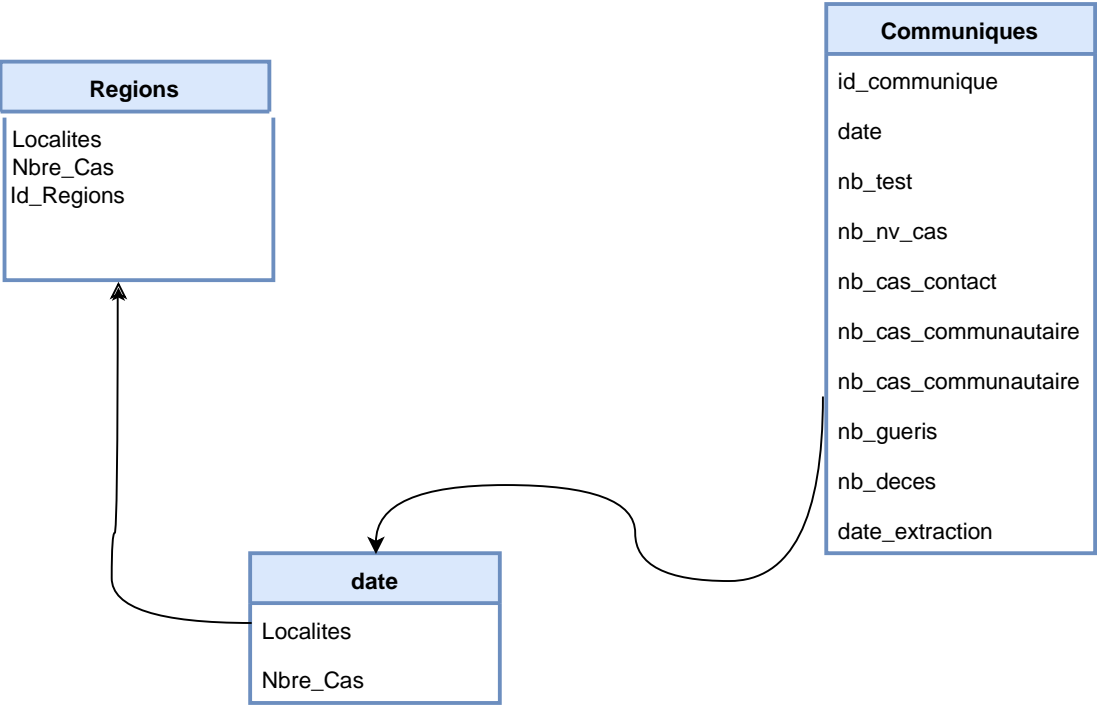 Communiques
id_communique
date
nb_test
nb_nv_cas
nb_cas_contact
nb_cas_communautaire
nb_cas_communautaire
nb_gueris
nb_deces
date_extraction
Regions
Localites
Nbre_Cas
Id_Regions
date
Localites
Nbre_Cas